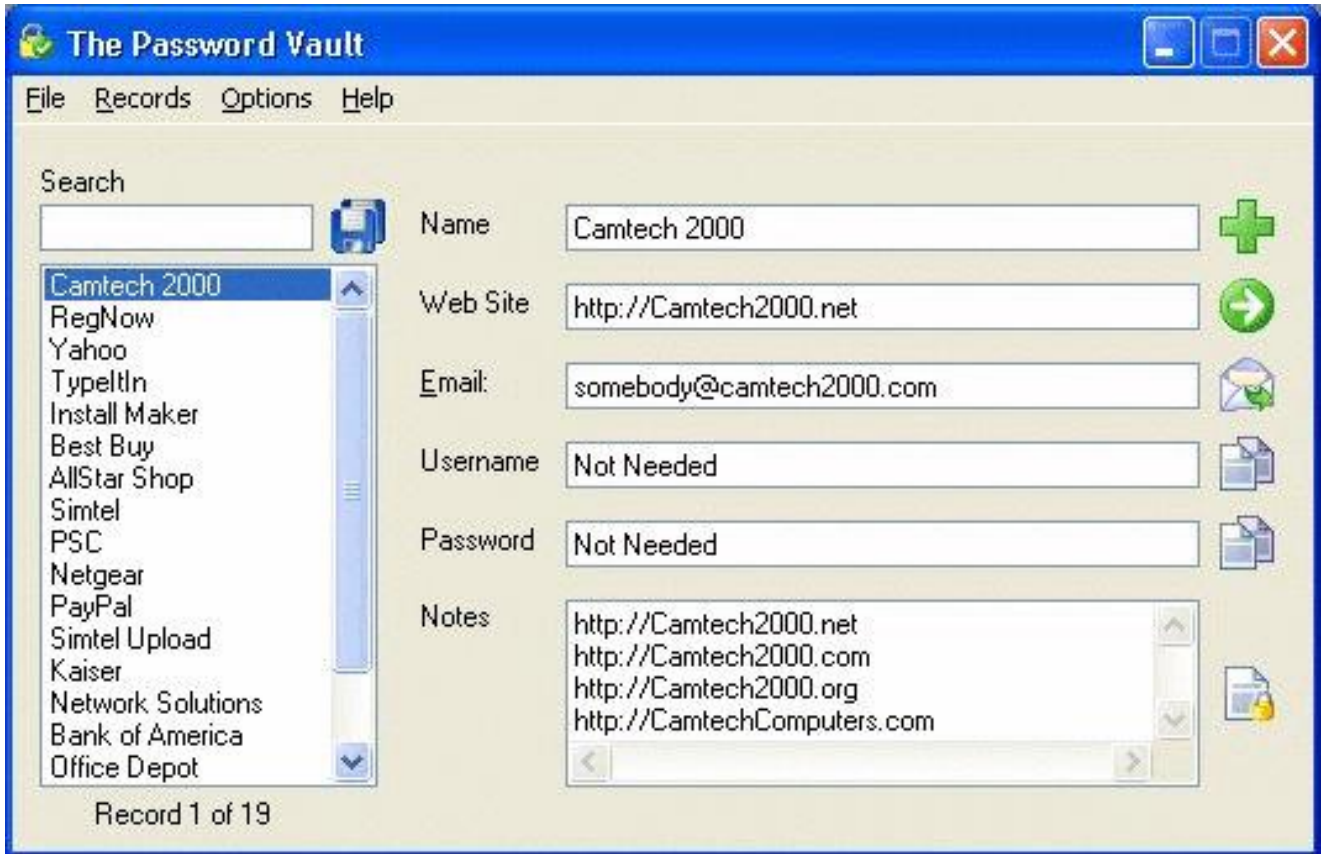 The Password Vault
File Records Options Help
Search
Camtech 2000
RegNow
Yahoo
TypeItIn
Install Maker
Best Buy
AllStar Shop
Simtel
PSC
Netgear
PayPal
Simtel Upload
Kaiser
Network Solutions
Bank of America
Office Depot
Record 1 of 19
Name Camtech 2000
Web Site http://Camtech2000.net
Email: somebody@camtech2000.com
Username Not Needed
Password Not Needed
Notes http://Camtech2000.net
http://Camtech2000.com
http://Camtech2000.org
http://CamtechComputers.com